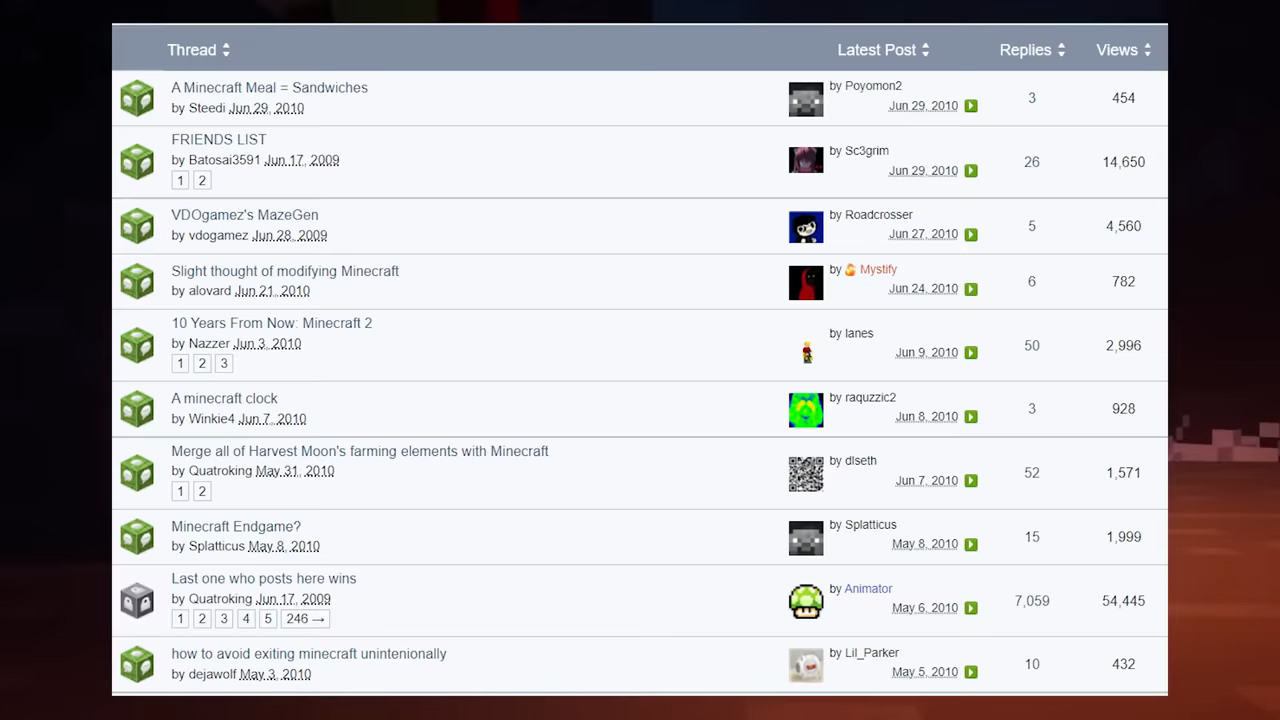 Thread Latest Post Replies Views
A Minecraft Meal = Sandwiches
by Steedi Jun 29, 2010
by Poyomon2
Jun 29, 2010
3 454
FRIENDS LIST
by Batosai3591 Jun 17, 2009
1 2
by Sc3grim
Jun 29, 2010
26 14,650
VDOgamez's MazeGen
by vdogamez Jun 28, 2009
by Roadcrosser
Jun 27, 2010
5 4,560
Slight thought of modifying Minecraft
by alovard Jun 21, 2010
by Mystify
Jun 24, 2010
6 782
10 Years From Now: Minecraft 2
by Nazzer Jun 3, 2010
1 2 3
by lanes
Jun 9, 2010
50 2,996
A minecraft clock
by Winkie4 Jun 7, 2010
by raquzzic2
Jun 8, 2010
3 928
Merge all of Harvest Moon's farming elements with Minecraft
by Quatroking May 31, 2010
1 2
by dlseth
Jun 7, 2010
52 1,571
Minecraft Endgame?
by Splatticus May 8, 2010
by Splatticus
May 8, 2010
15 1,999
Last one who posts here wins
by Quatroking Jun 17, 2009
1 2 3 4 5 246 →
by Animator
May 6, 2010
7,059 54,445
how to avoid exiting minecraft unintenionally
by dejawolf May 3, 2010
by Lil_Parker
May 5, 2010
10 432